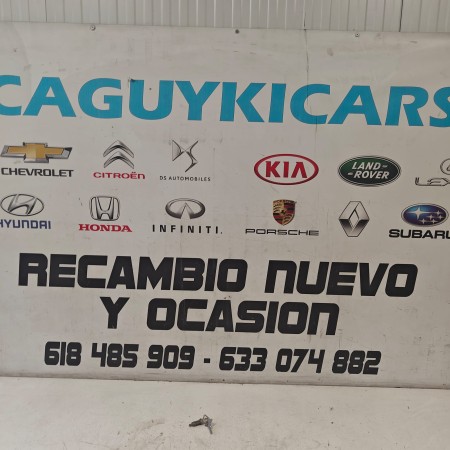 CAGUYKICARS
CHEVROLET CITROËN DS AUTOMOBILES KIA LAND-ROVER
HYUNDAI HONDA INFINITI PORSCHE SUBARU
RECAMBIO NUEVO
Y OCASION
618 485 909 - 633 074 882